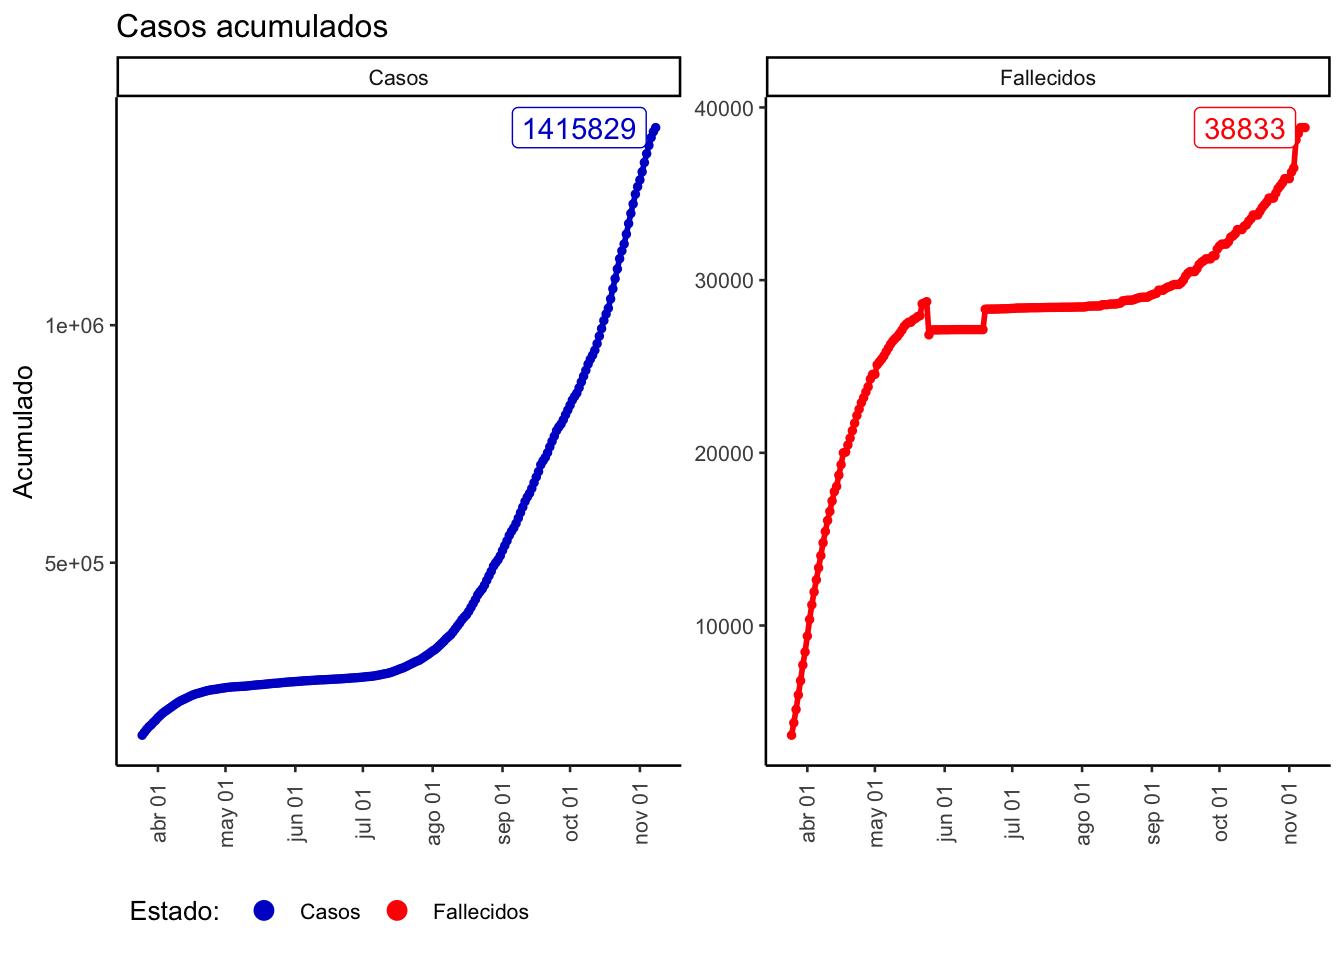 Casos acumulados
Casos
Fallecidos
Acumulado
1e+06
5e+05
1415829
40000
30000
20000
10000
38833
abr 01
may 01
jun 01
jul 01
ago 01
sep 01
oct 01
nov 01
abr 01
may 01
jun 01
jul 01
ago 01
sep 01
oct 01
nov 01
Estado: Casos Fallecidos